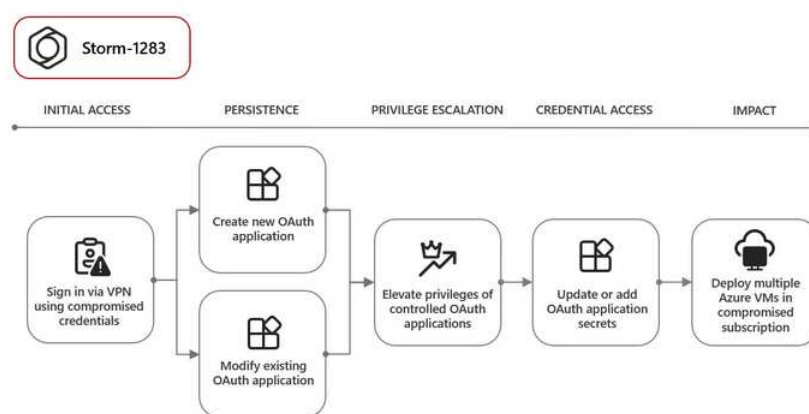 Storm-1283
INITIAL ACCESS
PERSISTENCE
PRIVILEGE ESCALATION
CREDENTIAL ACCESS
IMPACT
Sign in via VPN
using compromised
credentials
Create new OAuth
application
Modify existing
OAuth application
Elevate privileges of
controlled OAuth
applications
Update or add
OAuth application
secrets
Deploy multiple
Azure VMs in
compromised
subscription